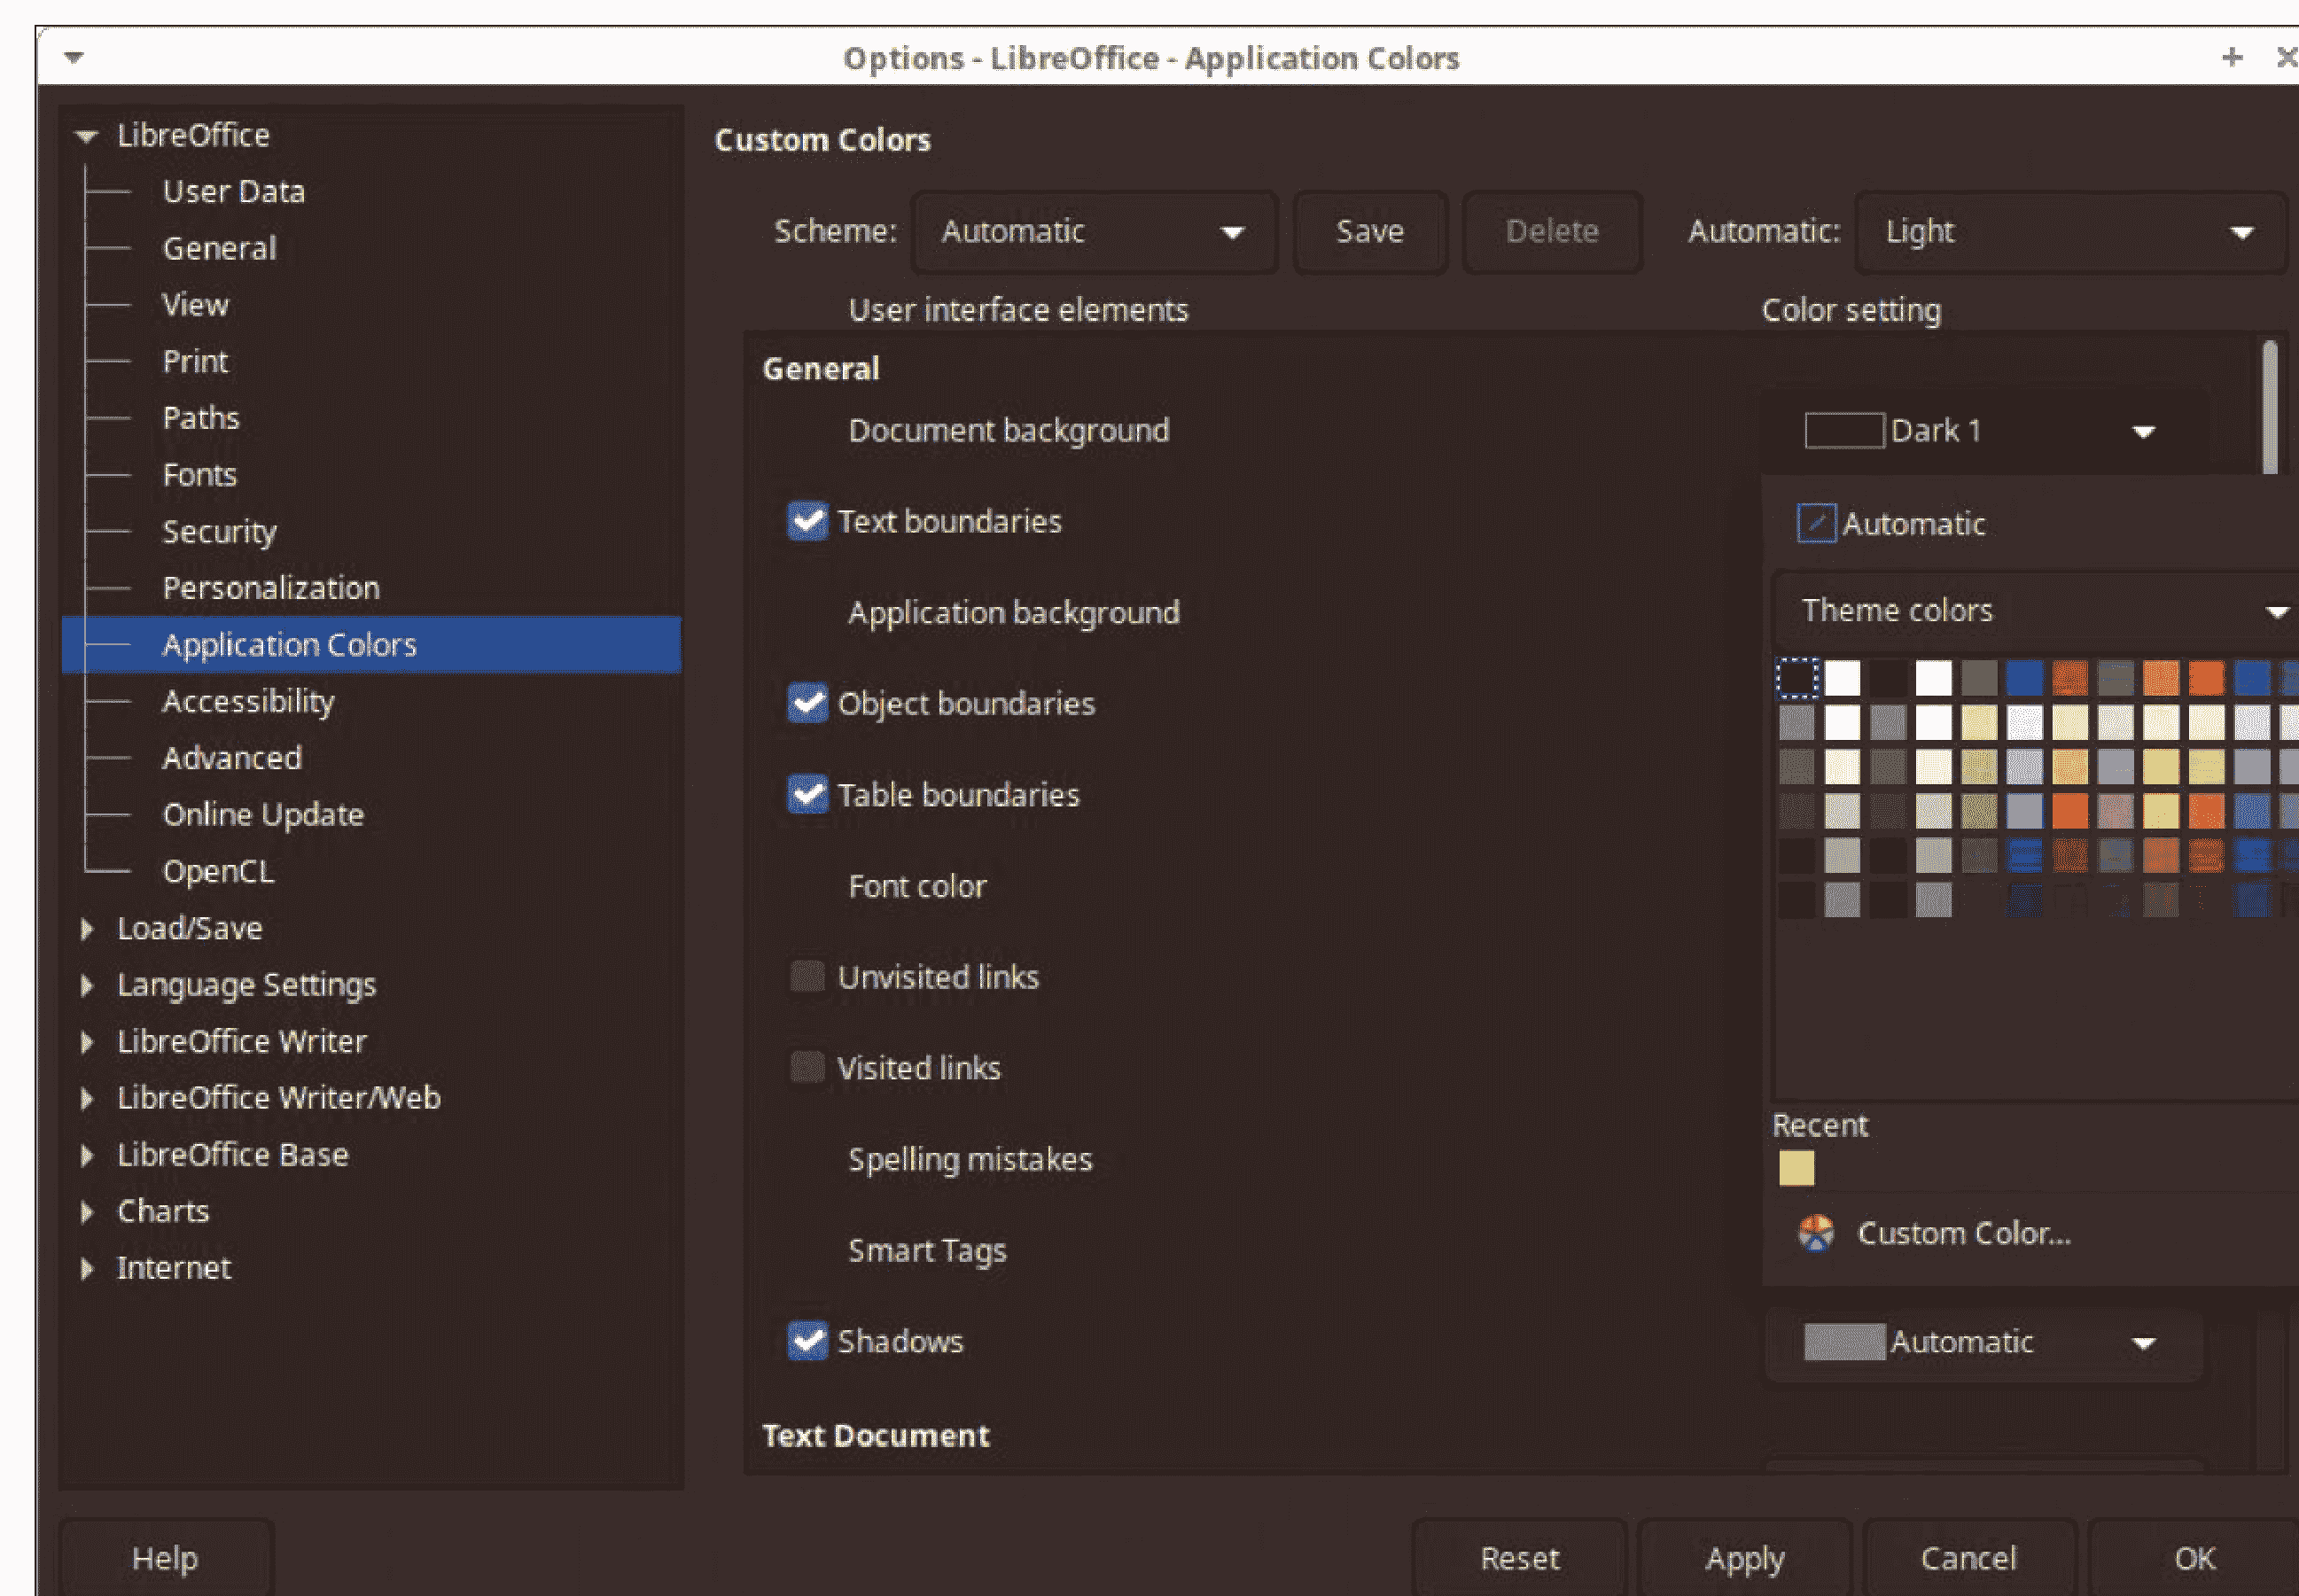 Options - LibreOffice - Application Colors
LibreOffice
User Data
General
View
Print
Paths
Fonts
Security
Personalization
Application Colors
Accessibility
Advanced
Online Update
OpenCL
Load/Save
Language Settings
LibreOffice Writer
LibreOffice Writer/Web
LibreOffice Base
Charts
Internet
Custom Colors
Scheme: Automatic Save Delete Automatic: Light
User interface elements Color setting
General
Document background Dark 1
Text boundaries Automatic
Application background Theme colors
Object boundaries
Table boundaries
Font color
Unvisited links
Visited links
Recent
Spelling mistakes
Custom Color...
Smart Tags
Shadows Automatic
Text Document
Help Reset Apply Cancel OK